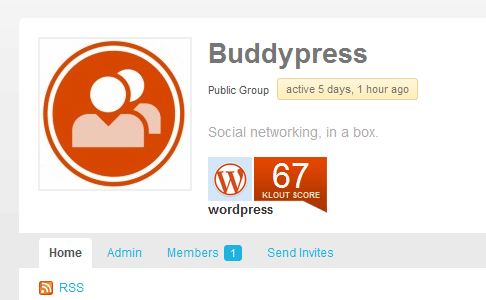 Buddypress
Public Group active 5 days, 1 hour ago
Social networking, in a box.
67
KLOUT SCORE
wordpress
Home Admin Members 1 Send Invites
RSS